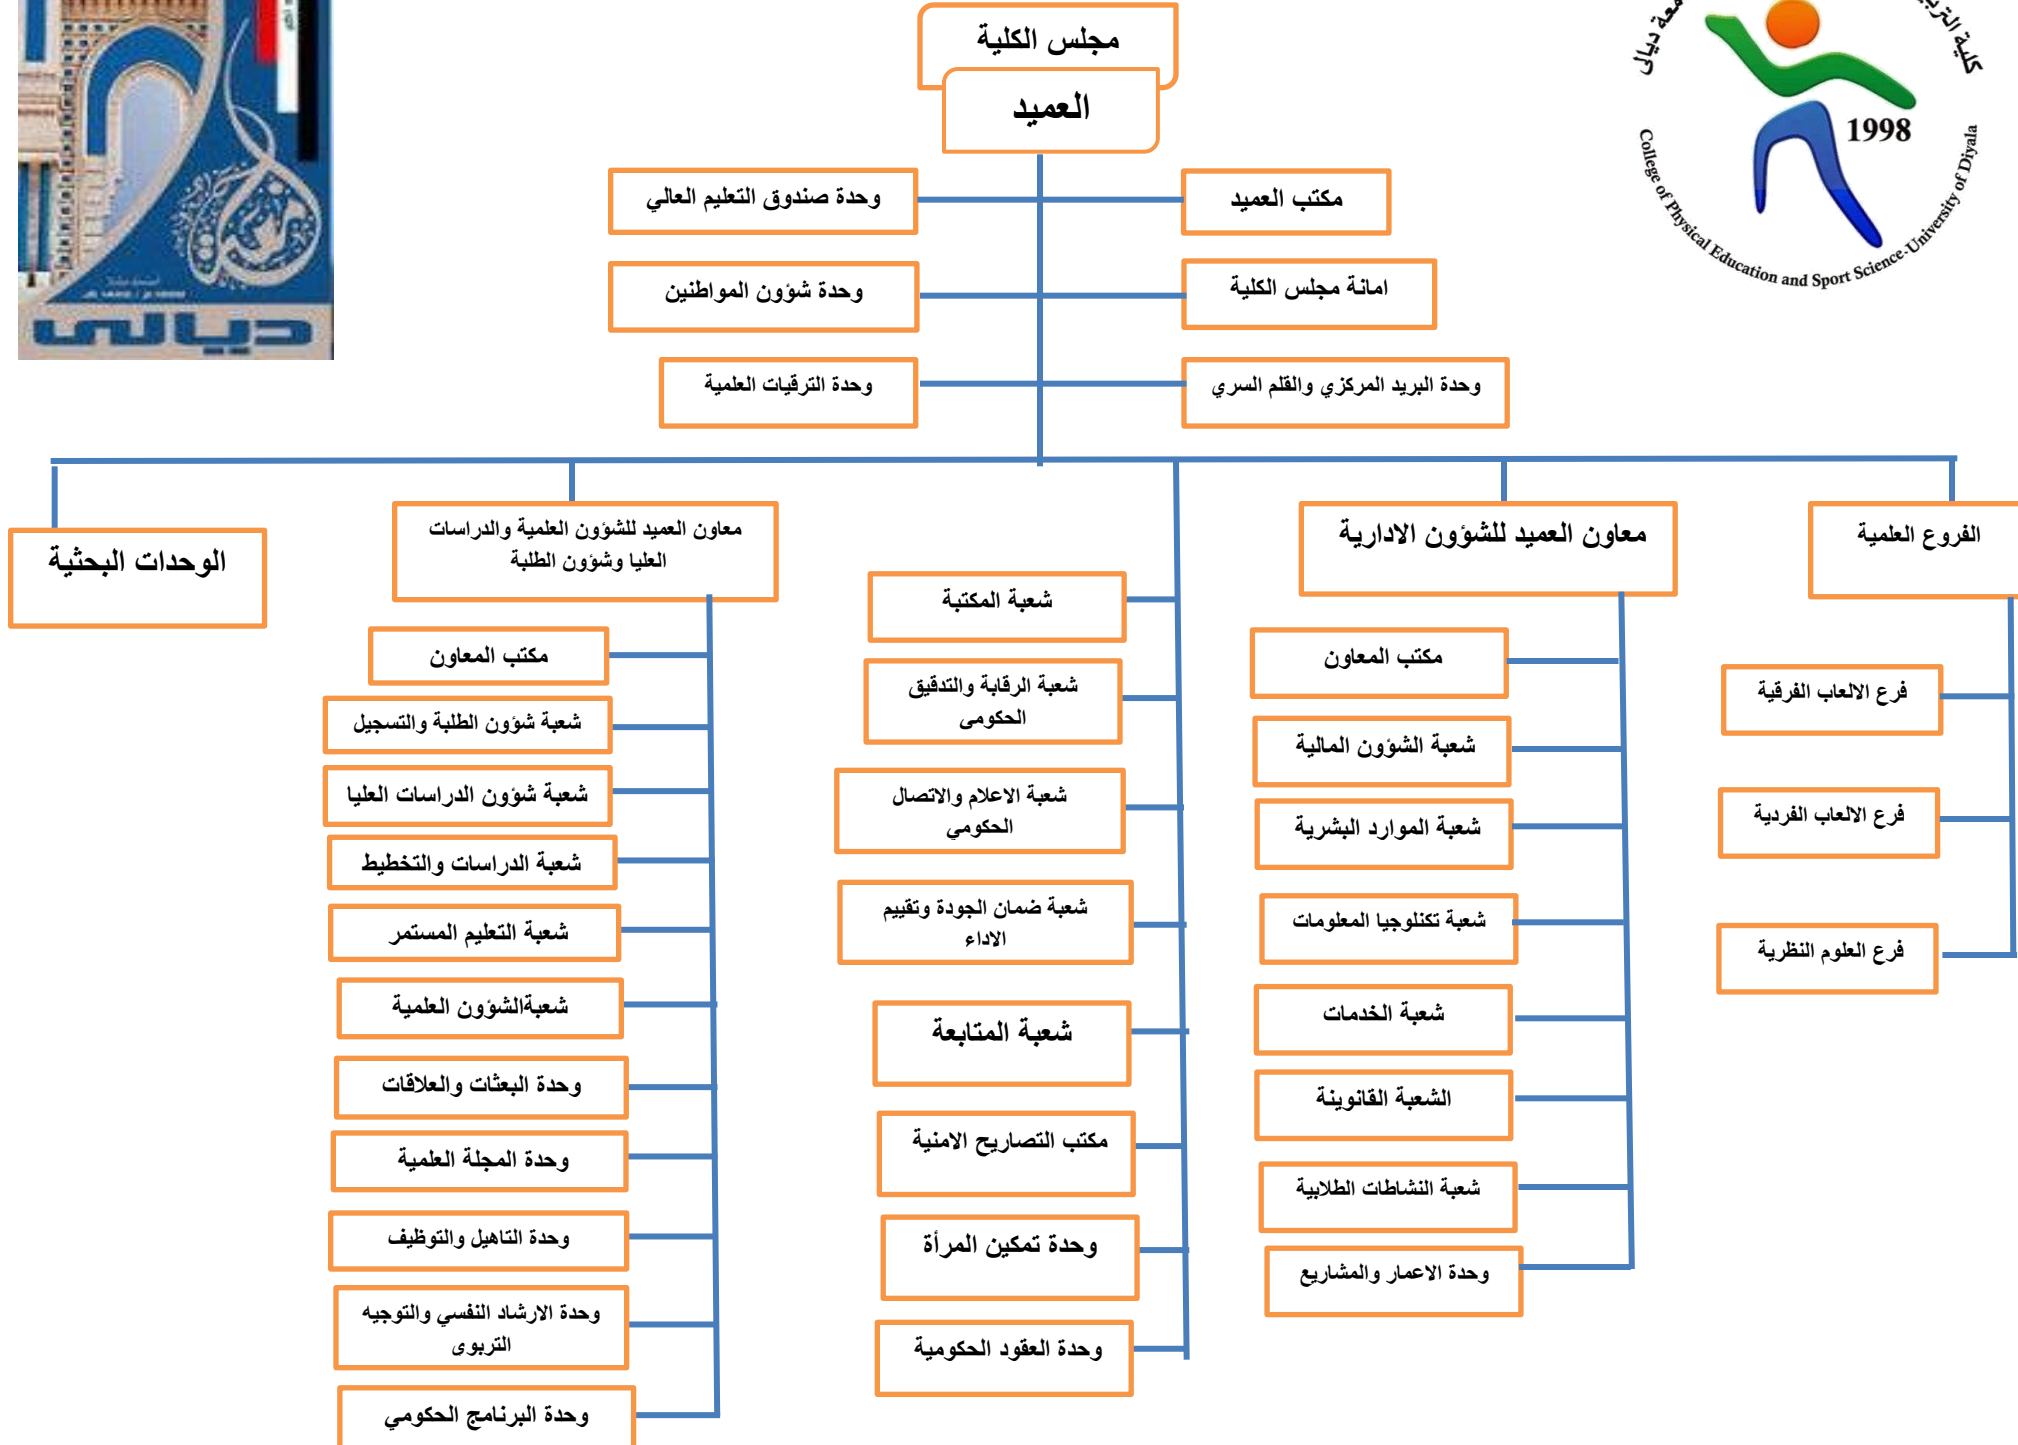 مجلس الكلية
العميد
كلية التربية
جامعة ديالى
1998
College of Physical Education and Sport Science-University of Diyala
ديالى
مكتب العميد
وحدة صندوق التعليم العالي
امانة مجلس الكلية
وحدة شؤون المواطنين
وحدة البريد المركزي والقلم السري
وحدة الترقيات العلمية
الفروع العلمية
فرع الالعاب الفرقية
فرع الالعاب الفردية
فرع العلوم النظرية
معاون العميد للشؤون الادارية
مكتب المعاون
شعبة الشؤون المالية
شعبة الموارد البشرية
شعبة تكنلوجيا المعلومات
شعبة الخدمات
الشعبة القانوينة
شعبة النشاطات الطلابية
وحدة الاعمار والمشاريع
شعبة المكتبة
شعبة الرقابة والتدقيق
الحكومى
شعبة الاعلام والاتصال
الحكومي
شعبة ضمان الجودة وتقييم
الاداء
شعبة المتابعة
مكتب التصاريح الامنية
وحدة تمكين المرأة
وحدة العقود الحكومية
معاون العميد للشؤون العلمية والدراسات
العليا وشؤون الطلبة
مكتب المعاون
شعبة شؤون الطلبة والتسجيل
شعبة شؤون الدراسات العليا
شعبة الدراسات والتخطيط
شعبة التعليم المستمر
شعبةالشؤون العلمية
وحدة البعثات والعلاقات
وحدة المجلة العلمية
وحدة التاهيل والتوظيف
وحدة الارشاد النفسي والتوجيه
التربوى
وحدة البرنامج الحكومي
الوحدات البحثية